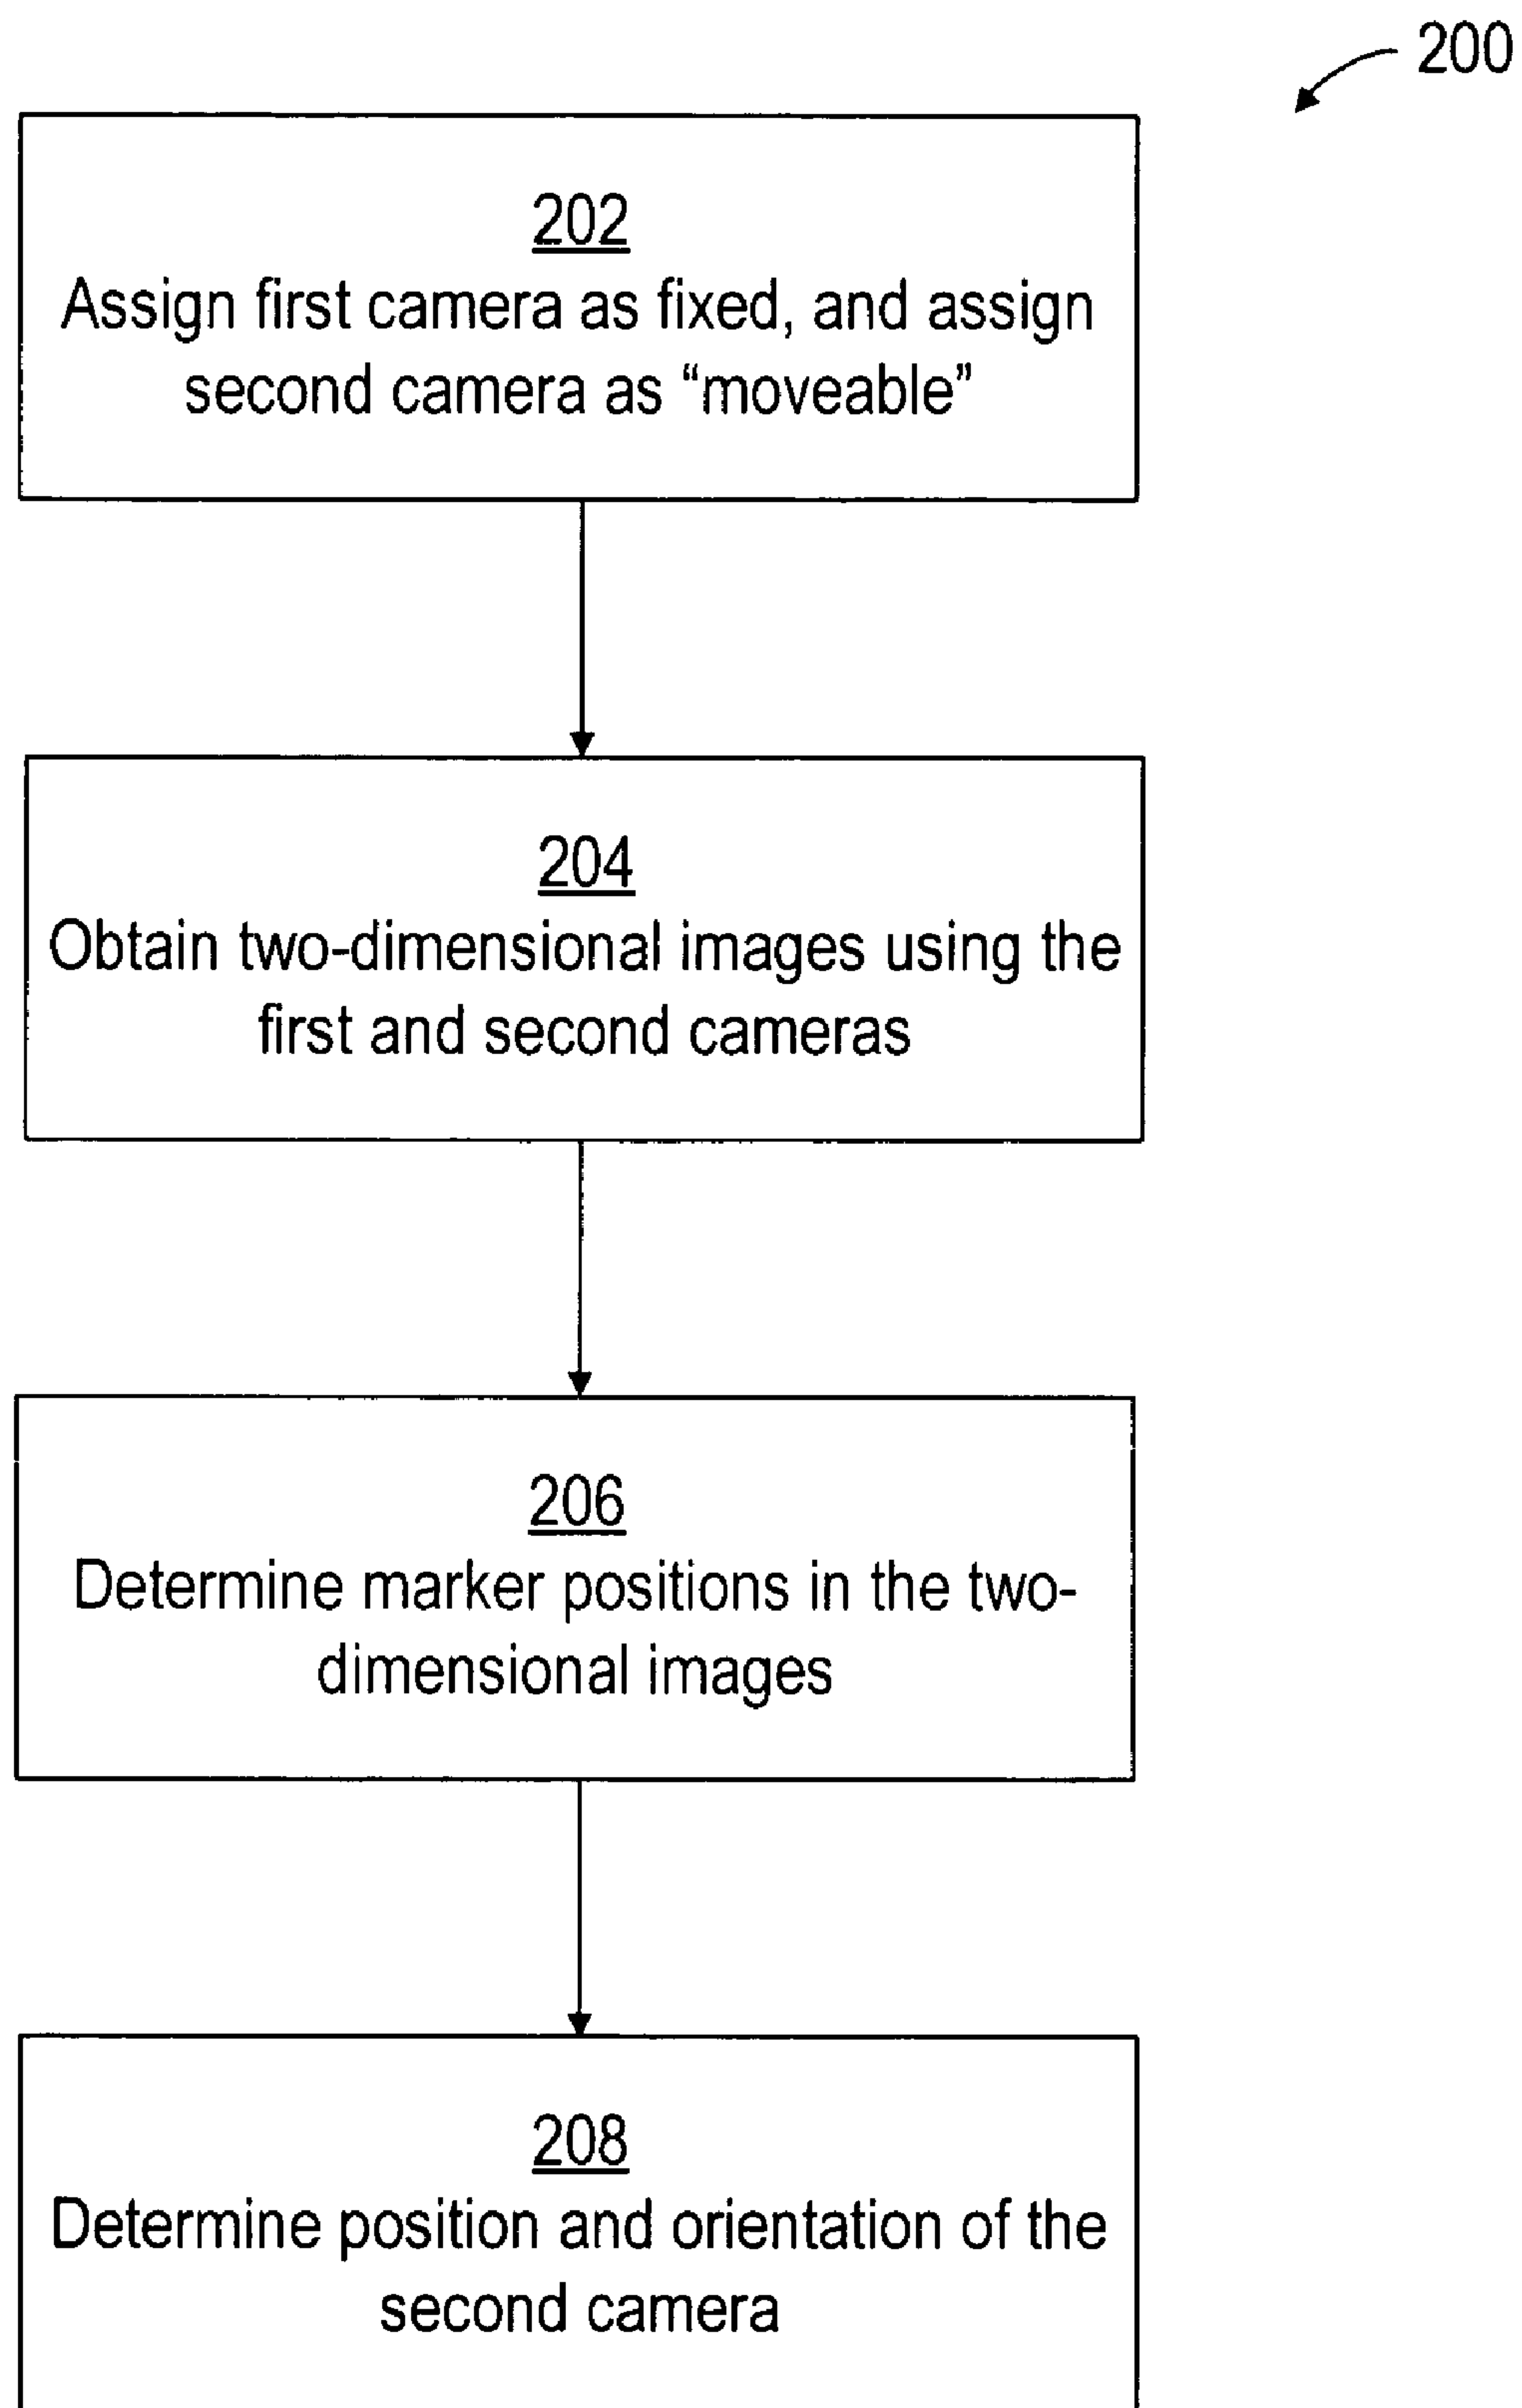 200
202
Assign first camera as fixed, and assign
second camera as “moveable”
204
Obtain two-dimensional images using the
first and second cameras
206
Determine marker positions in the two-
dimensional images
208
Determine position and orientation of the
second camera